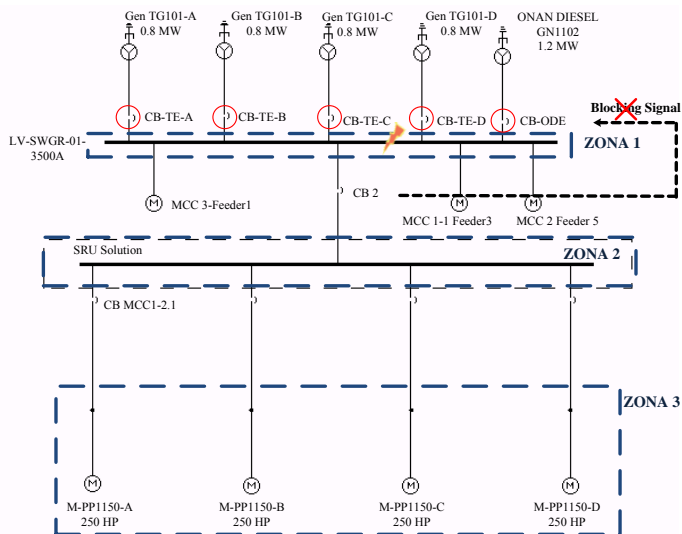 Gen TG101-A
0.8 MW
Gen TG101-B
0.8 MW
Gen TG101-C
0.8 MW
Gen TG101-D
0.8 MW
ONAN DIESEL
GN1102
1.2 MW
CB-TE-A
CB-TE-B
CB-TE-C
CB-TE-D
CB-ODE
Blocking Signal
LV-SWGR-01-
3500A
ZONA 1
CB 2
M
MCC 3-Feeder1
M
MCC 1-1 Feeder3
M
MCC 2 Feeder 5
SRU Solution
ZONA 2
CB MCC1-2.1
ZONA 3
M
M
M
M
M-PP1150-A
250 HP
M-PP1150-B
250 HP
M-PP1150-C
250 HP
M-PP1150-D
250 HP